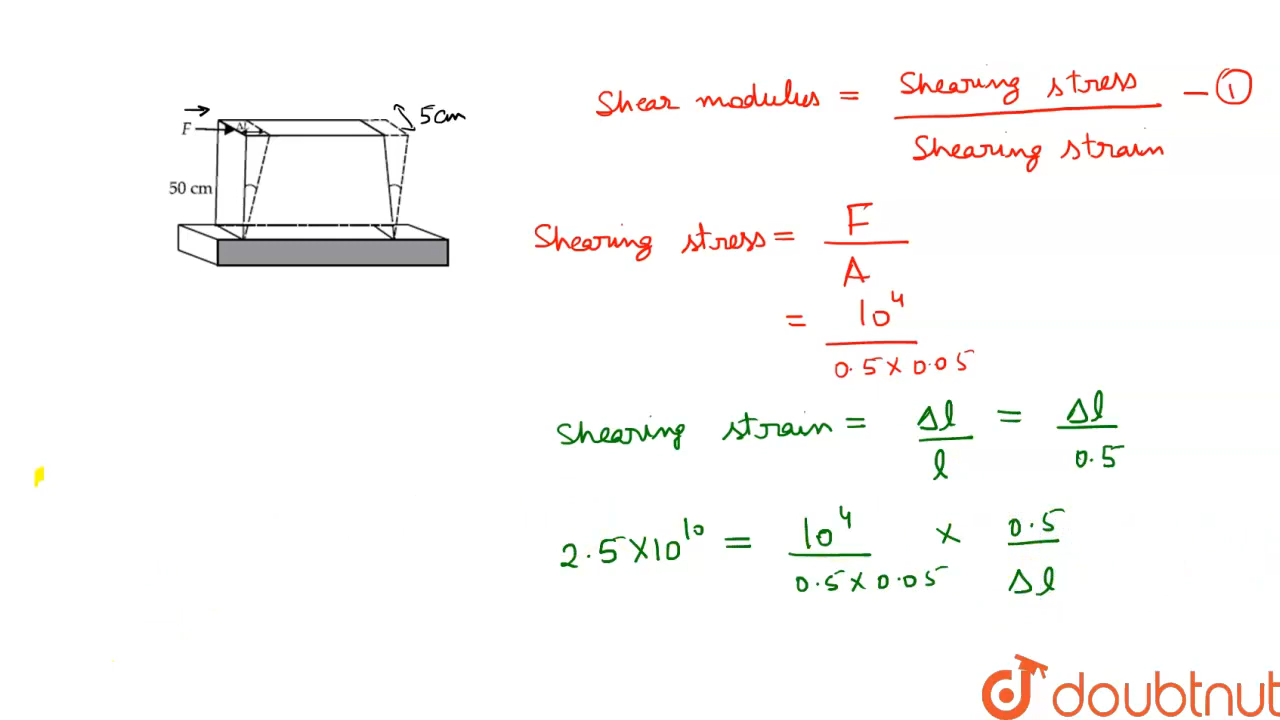 5cm
F Δl
50 cm
Shear modulus = Shearing stress / Shearing strain — ①
Shearing stress = F / A
= 10⁴ / 0.5 × 0.05
Shearing strain = Δl / l = Δl / 0.5
2.5×10¹⁰ = 10⁴ / 0.5 × 0.05 × 0.5 / Δl
doubtnut